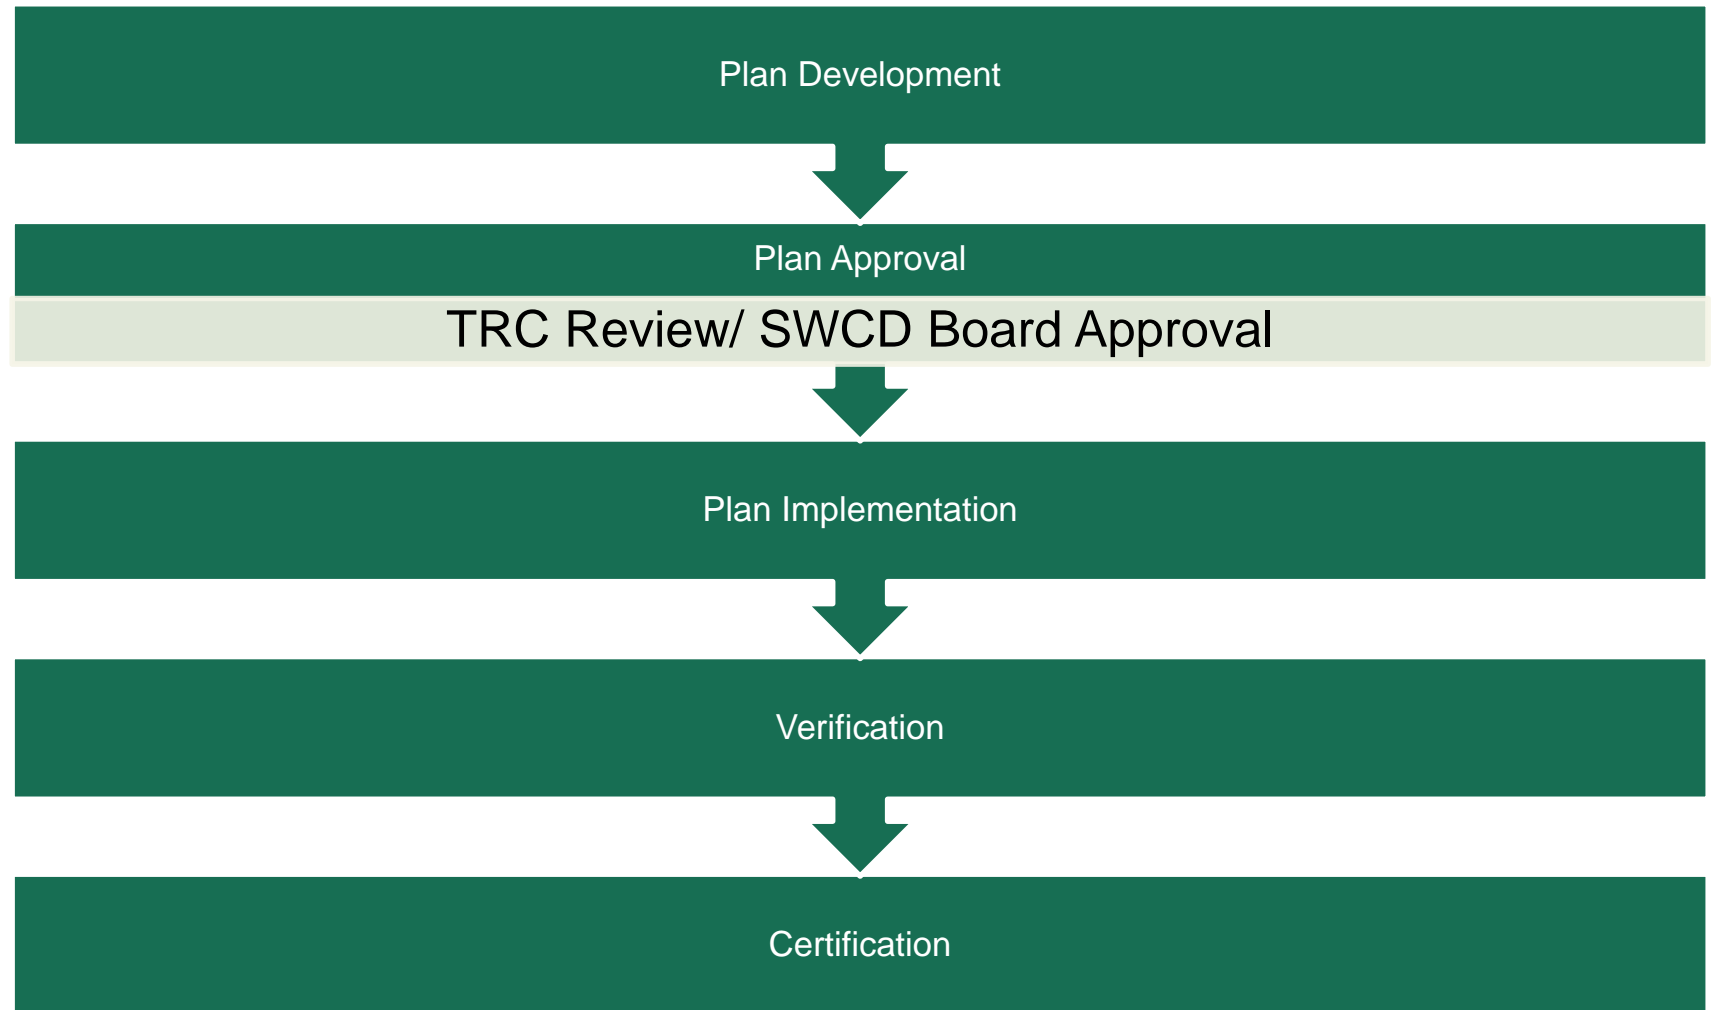 Plan Development
Plan Approval
TRC Review/ SWCD Board Approval
Plan Implementation
Verification
Certification